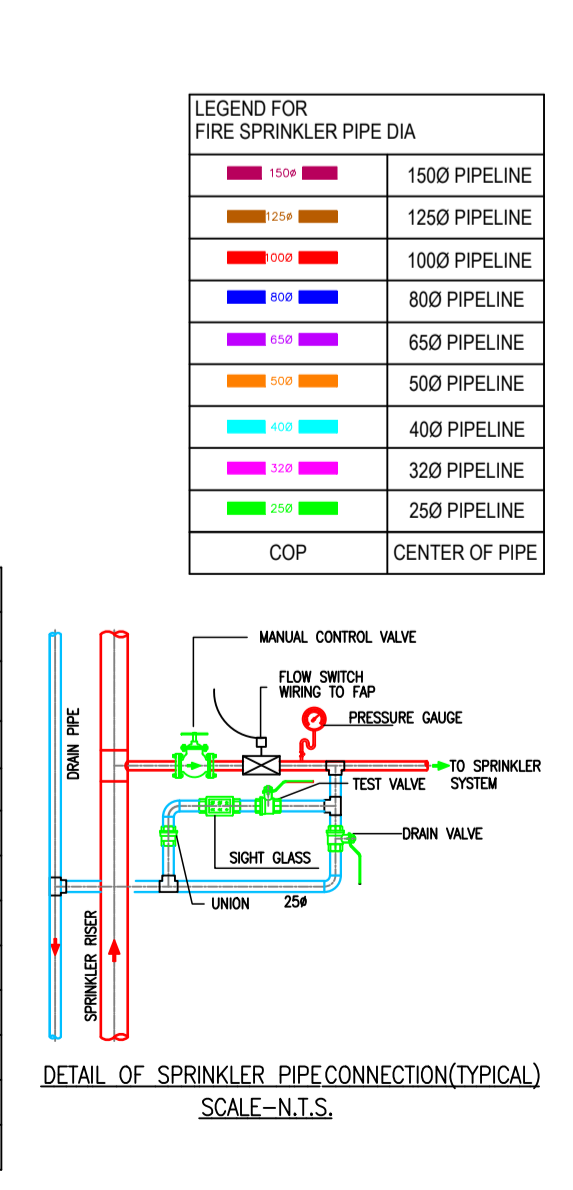 LEGEND FOR
FIRE SPRINKLER PIPE DIA
150ø 150Ø PIPELINE
125ø 125Ø PIPELINE
100Ø 100Ø PIPELINE
80Ø 80Ø PIPELINE
65Ø 65Ø PIPELINE
50Ø 50Ø PIPELINE
40Ø 40Ø PIPELINE
32Ø 32Ø PIPELINE
25Ø 25Ø PIPELINE
COP CENTER OF PIPE
MANUAL CONTROL VALVE
FLOW SWITCH
WIRING TO FAP
PRESSURE GAUGE
DRAIN PIPE
TO SPRINKLER
SYSTEM
TEST VALVE
DRAIN VALVE
SIGHT GLASS
UNION
25ø
SPRINKLER RISER
DETAIL OF SPRINKLER PIPE CONNECTION(TYPICAL)
SCALE-N.T.S.